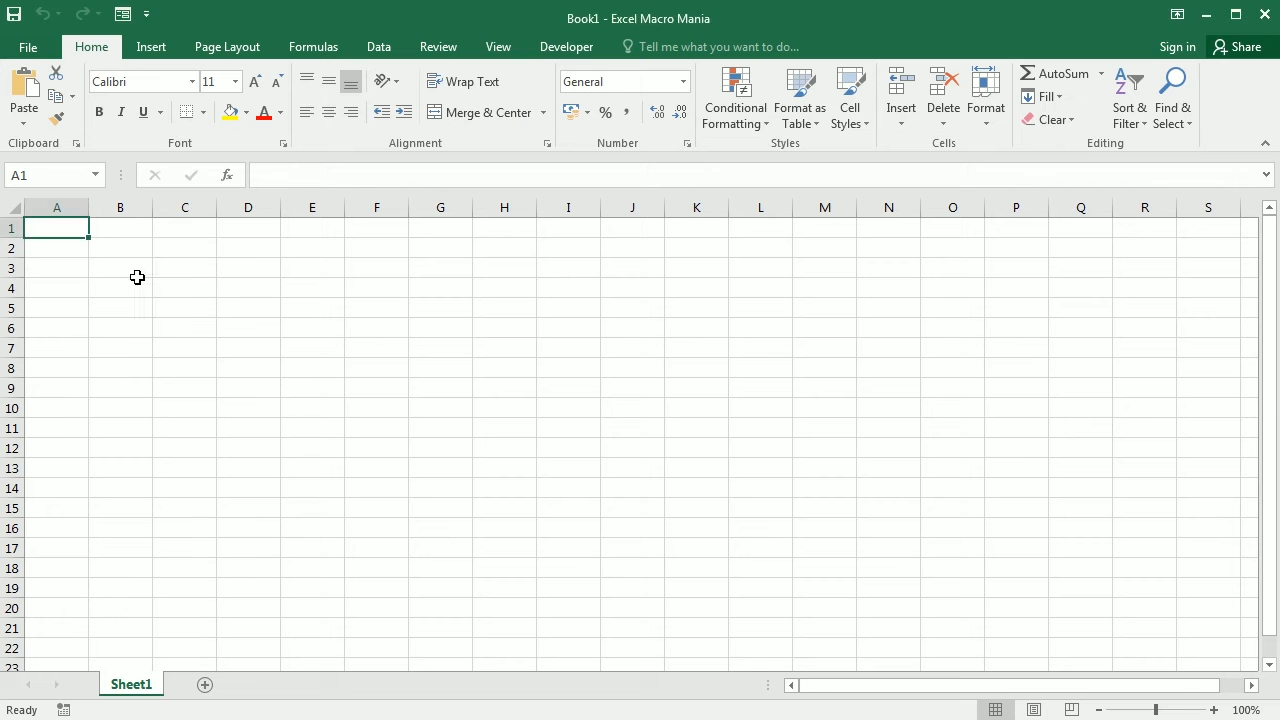 Book1 - Excel Macro Mania
File Home Insert Page Layout Formulas Data Review View Developer Tell me what you want to do... Sign in Share
Paste Calibri 11 Wrap Text General Conditional Formatting Format as Table Cell Styles Insert Delete Format AutoSum Sort & Filter Find & Select
B I U A Merge & Center % , Fill
Clear
Clipboard Font Alignment Number Styles Cells Editing
A1 fx
A B C D E F G H I J K L M N O P Q R S
1
2
3
4
5
6
7
8
9
10
11
12
13
14
15
16
17
18
19
20
21
22
23
Sheet1
Ready 100%